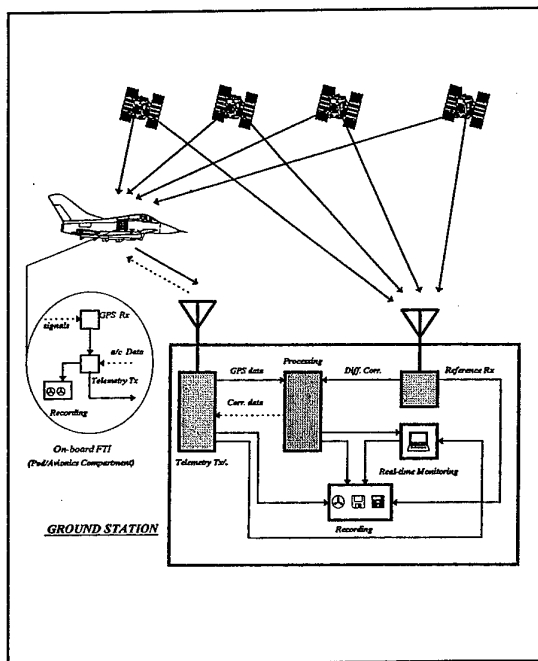 signals
GPS Rx
a/c Data
Telemetry Tx
Recording
On-board FTI
(Pod/Avionics Compartment)
GROUND STATION
Processing
GPS data
Diff. Corr.
Reference Rx
Corr. data
Telemetry Tx/.
Real-time Monitoring
Recording